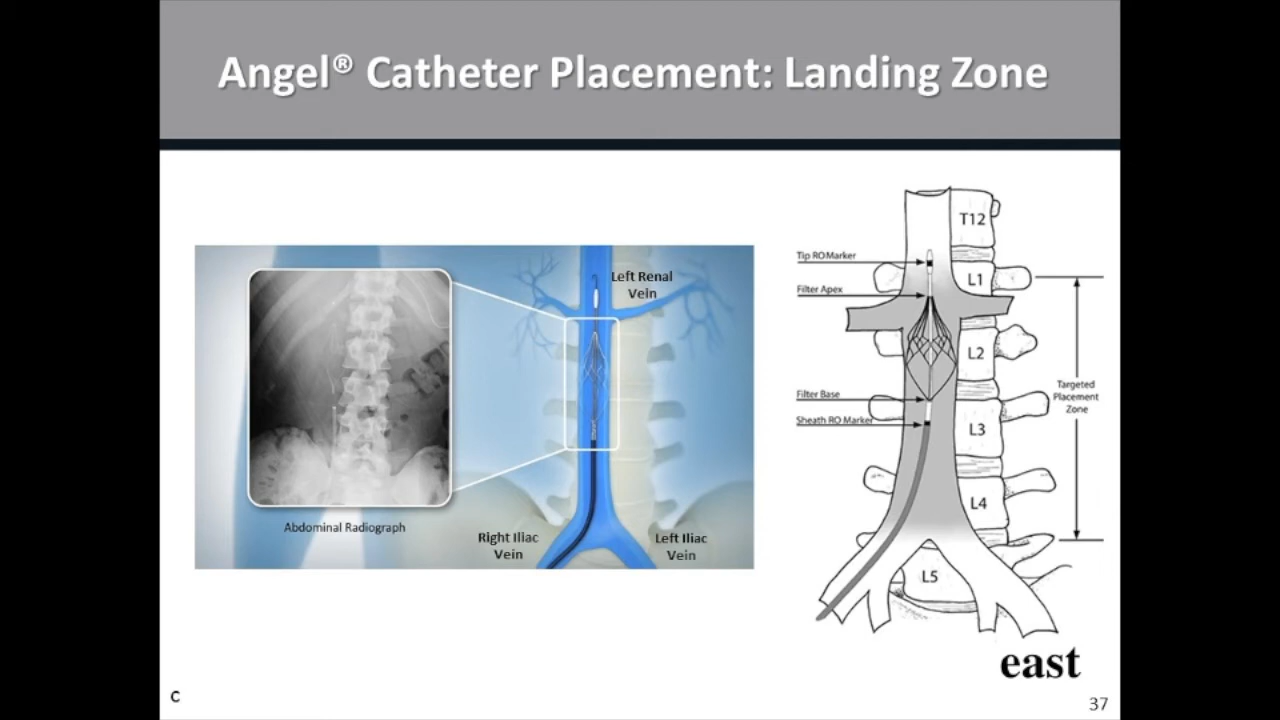 Angel® Catheter Placement: Landing Zone
Left Renal
Vein
Abdominal Radiograph
Right Iliac
Vein
Left Iliac
Vein
T12
Tip RO Marker
L1
Filter Apex
L2
Filter Base
Targeted
Placement
Zone
Sheath RO Marker
L3
L4
L5
east
C
37